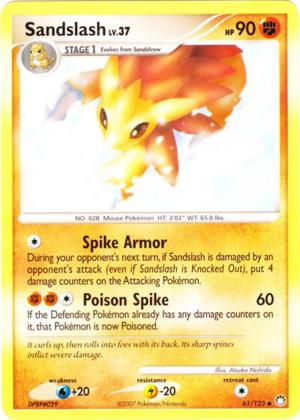 Sandslash LV.37
HP 90
STAGE 1 Evolves from Sandshrew
NO. 028 Mouse Pokémon HT: 3'03" WT: 65.0 lbs.
Spike Armor
During your opponent's next turn, if Sandslash is damaged by an
opponent's attack (even if Sandslash is Knocked Out), put 4
damage counters on the Attacking Pokémon.
Poison Spike 60
If the Defending Pokémon already has any damage counters on
it, that Pokémon is now Poisoned.
It curls up, then rolls into foes with its back. Its
sharp spines inflict severe damage.
Illus. Atsuko Nishida
weakness resistance retreat cost
+20 -20
DPBP#029 ©2007 Pokémon/Nintendo 61/123